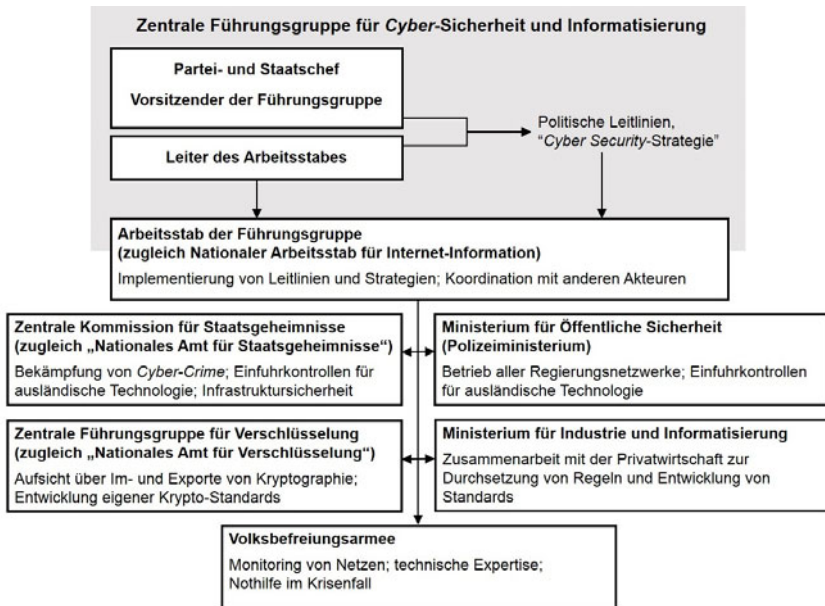 Zentrale Führungsgruppe für Cyber-Sicherheit und Informatisierung
Partei- und Staatschef
Vorsitzender der Führungsgruppe
Leiter des Arbeitsstabes
Politische Leitlinien,
“Cyber Security-Strategie”
Arbeitsstab der Führungsgruppe
(zugleich Nationaler Arbeitsstab für Internet-Information)
Implementierung von Leitlinien und Strategien; Koordination mit anderen Akteuren
Zentrale Kommission für Staatsgeheimnisse
(zugleich „Nationales Amt für Staatsgeheimnisse“)
Bekämpfung von Cyber-Crime; Einfuhrkontrollen für
ausländische Technologie; Infrastruktursicherheit
Ministerium für Öffentliche Sicherheit
(Polizeiministerium)
Betrieb aller Regierungsnetzwerke; Einfuhrkontrollen
für ausländische Technologie
Zentrale Führungsgruppe für Verschlüsselung
(zugleich „Nationales Amt für Verschlüsselung“)
Aufsicht über Im- und Exporte von Kryptographie;
Entwicklung eigener Krypto-Standards
Ministerium für Industrie und Informatisierung
Zusammenarbeit mit der Privatwirtschaft zur
Durchsetzung von Regeln und Entwicklung von
Standards
Volksbefreiungsarmee
Monitoring von Netzen; technische Expertise;
Nothilfe im Krisenfall